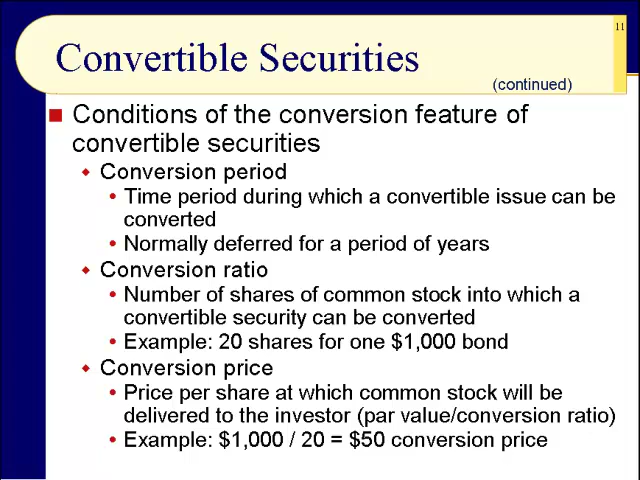 11
Convertible Securities
(continued)
Conditions of the conversion feature of
convertible securities
Conversion period
Time period during which a convertible issue can be
converted
Normally deferred for a period of years
Conversion ratio
Number of shares of common stock into which a
convertible security can be converted
Example: 20 shares for one $1,000 bond
Conversion price
Price per share at which common stock will be
delivered to the investor (par value/conversion ratio)
Example: $1,000 / 20 = $50 conversion price